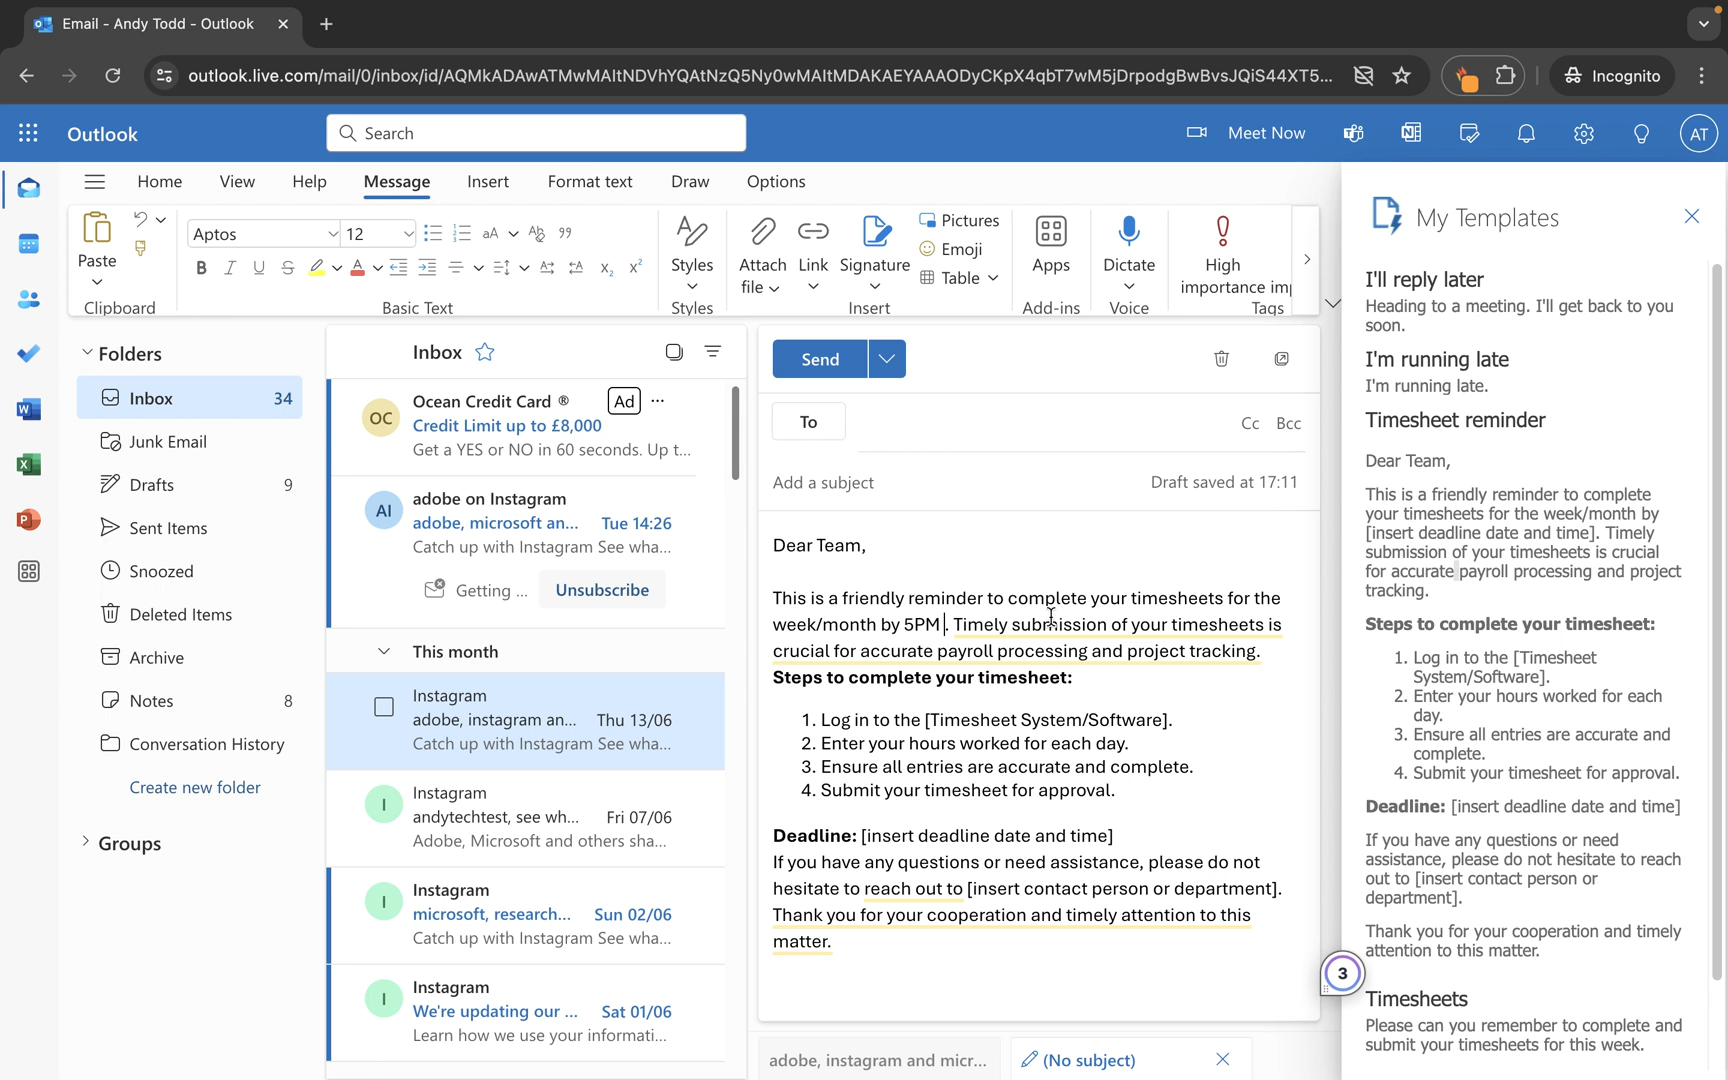 Email - Andy Todd - Outlook
outlook.live.com/mail/0/inbox/id/AQMkADAwATMwMAItNDVhYQAtNzQ5Ny0wMAItMDAKAEYAAAODyCKpX4qbT7wM5jDrpodgBwBvsJQiS44XT5...
Incognito
Outlook
Search
Meet Now
AT
Home View Help Message Insert Format text Draw Options
Paste
Clipboard
Aptos 12
Basic Text
Styles
Styles
Attach file
Link
Signature
Pictures
Emoji
Table
Insert
Apps
Add-ins
Dictate
Voice
High
importance im
Tags
Folders
Inbox 34
Junk Email
Drafts 9
Sent Items
Snoozed
Deleted Items
Archive
Notes 8
Conversation History
Create new folder
Groups
Inbox
OC
Ocean Credit Card ® Ad ...
Credit Limit up to £8,000
Get a YES or NO in 60 seconds. Up t...
AI
adobe on Instagram
adobe, microsoft an... Tue 14:26
Catch up with Instagram See wha...
Getting ... Unsubscribe
This month
Instagram
adobe, instagram an... Thu 13/06
Catch up with Instagram See wha...
I
Instagram
andytechtest, see wh... Fri 07/06
Adobe, Microsoft and others sha...
I
Instagram
microsoft, research... Sun 02/06
Catch up with Instagram See wha...
I
Instagram
We're updating our ... Sat 01/06
Learn how we use your informati...
Send
To
Cc Bcc
Add a subject
Draft saved at 17:11
Dear Team,
This is a friendly reminder to complete your timesheets for the
week/month by 5PM . Timely submission of your timesheets is
crucial for accurate payroll processing and project tracking.
Steps to complete your timesheet:
1. Log in to the [Timesheet System/Software].
2. Enter your hours worked for each day.
3. Ensure all entries are accurate and complete.
4. Submit your timesheet for approval.
Deadline: [insert deadline date and time]
If you have any questions or need assistance, please do not
hesitate to reach out to [insert contact person or department].
Thank you for your cooperation and timely attention to this
matter.
adobe, instagram and micr...
(No subject)
3
My Templates
I'll reply later
Heading to a meeting. I'll get back to you
soon.
I'm running late
I'm running late.
Timesheet reminder
Dear Team,
This is a friendly reminder to complete
your timesheets for the week/month by
[insert deadline date and time]. Timely
submission of your timesheets is crucial
for accurate payroll processing and project
tracking.
Steps to complete your timesheet:
1. Log in to the [Timesheet
System/Software].
2. Enter your hours worked for each
day.
3. Ensure all entries are accurate and
complete.
4. Submit your timesheet for approval.
Deadline: [insert deadline date and time]
If you have any questions or need
assistance, please do not hesitate to reach
out to [insert contact person or
department].
Thank you for your cooperation and timely
attention to this matter.
Timesheets
Please can you remember to complete and
submit your timesheets for this week.